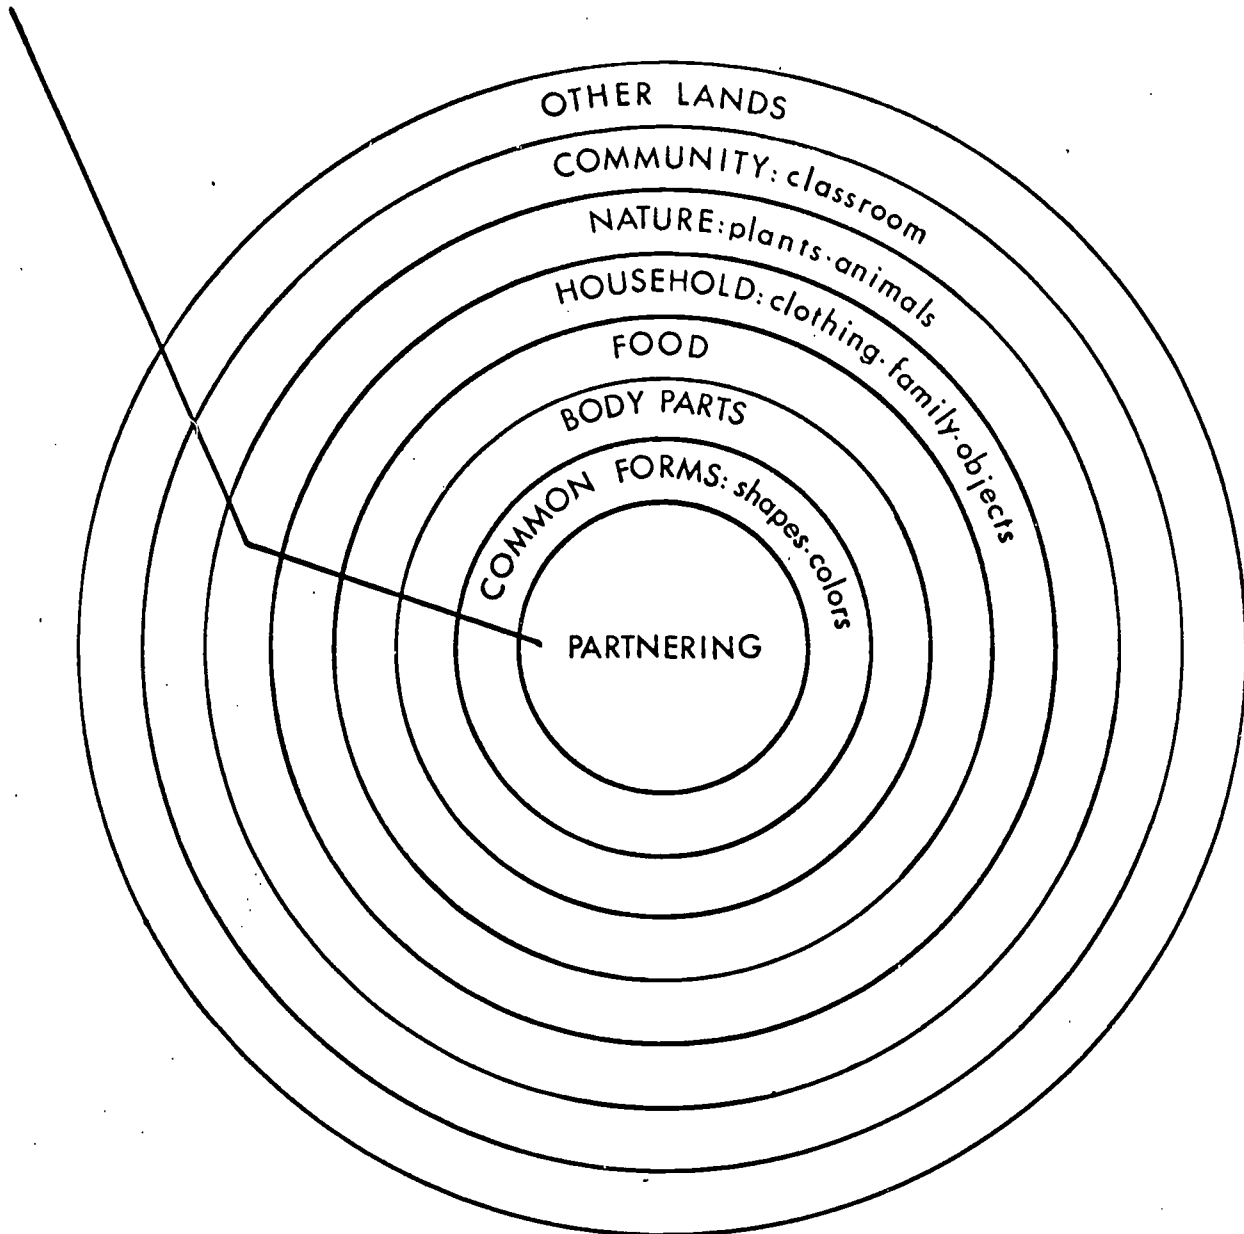 OTHER LANDS
COMMUNITY: classroom
NATURE: plants·animals
HOUSEHOLD: clothing·family·objects
FOOD
BODY PARTS
COMMON FORMS: shapes·colors
PARTNERING